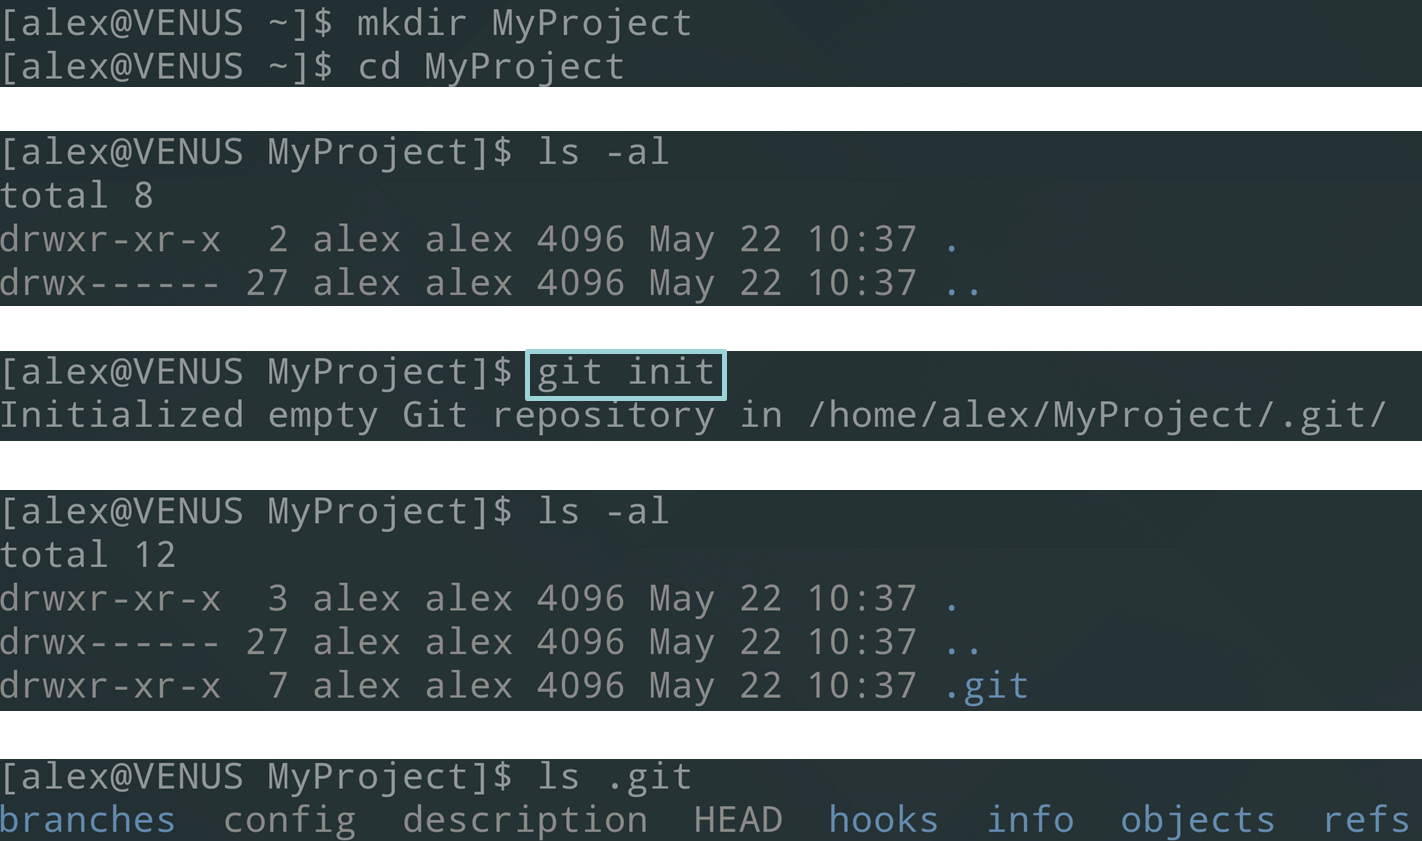 [alex@VENUS ~]$ mkdir MyProject
[alex@VENUS ~]$ cd MyProject
[alex@VENUS MyProject]$ ls -al
total 8
drwxr-xr-x  2 alex alex 4096 May 22 10:37 .
drwx------ 27 alex alex 4096 May 22 10:37 ..
[alex@VENUS MyProject]$ git init
Initialized empty Git repository in /home/alex/MyProject/.git/
[alex@VENUS MyProject]$ ls -al
total 12
drwxr-xr-x  3 alex alex 4096 May 22 10:37 .
drwx------ 27 alex alex 4096 May 22 10:37 ..
drwxr-xr-x  7 alex alex 4096 May 22 10:37 .git
[alex@VENUS MyProject]$ ls .git
branches  config  description  HEAD  hooks  info  objects  refs